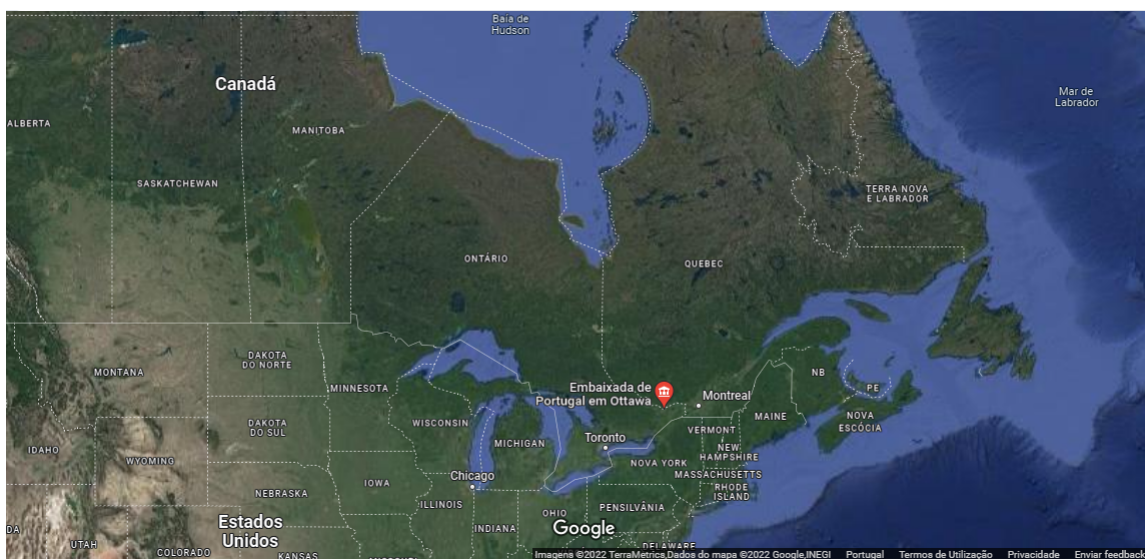 Baía de
Hudson
Canadá
Mar de
Labrador
ALBERTA
MANITOBA
SASKATCHEWAN
TERRA NOVA
E LABRADOR
ONTÁRIO
QUEBEC
DAKOTA
DO NORTE
MONTANA
MINNESOTA
NB
PE
Embaixada de
Portugal em Ottawa
Montreal
NOVA
ESCÓCIA
MAINE
DAKOTA
DO SUL
WISCONSIN
MICHIGAN
Toronto
VERMONT
NEW
HAMPSHIRE
IDAHO
WYOMING
NOVA YORK
MASSACHUSETTS
RHODE
ISLAND
Chicago
IOWA
NEBRASKA
ILLINOIS
OHIO
PENSILVÂNIA
Estados
Unidos
INDIANA
Google
DA
UTAH
COLORADO
KANSAS
DELAWARE
Imagens ©2022 TerraMetrics,Dados do mapa ©2022 Google,INEGI Portugal Termos de Utilização Privacidade Enviar feedback